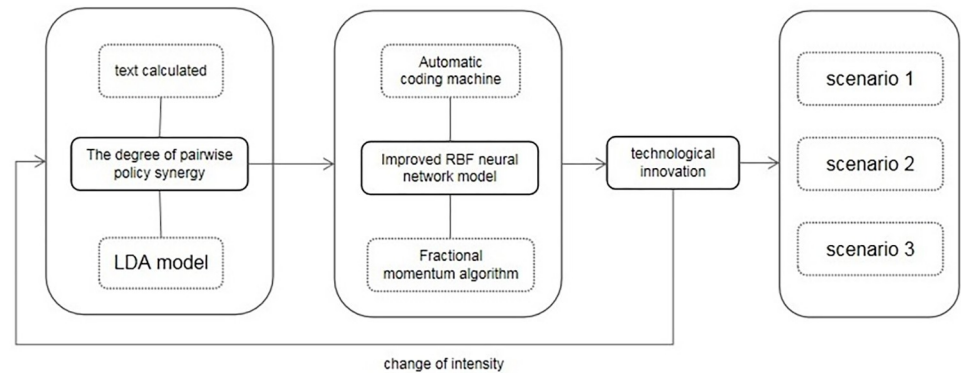 text calculated
The degree of pairwise
policy synergy
LDA model
Automatic
coding machine
Improved RBF neural
network model
Fractional
momentum algorithm
technological
innovation
scenario 1
scenario 2
scenario 3
change of intensity